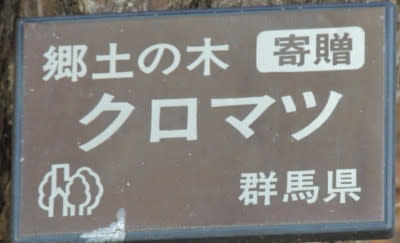 郷土の木 寄贈
クロマツ
群馬県